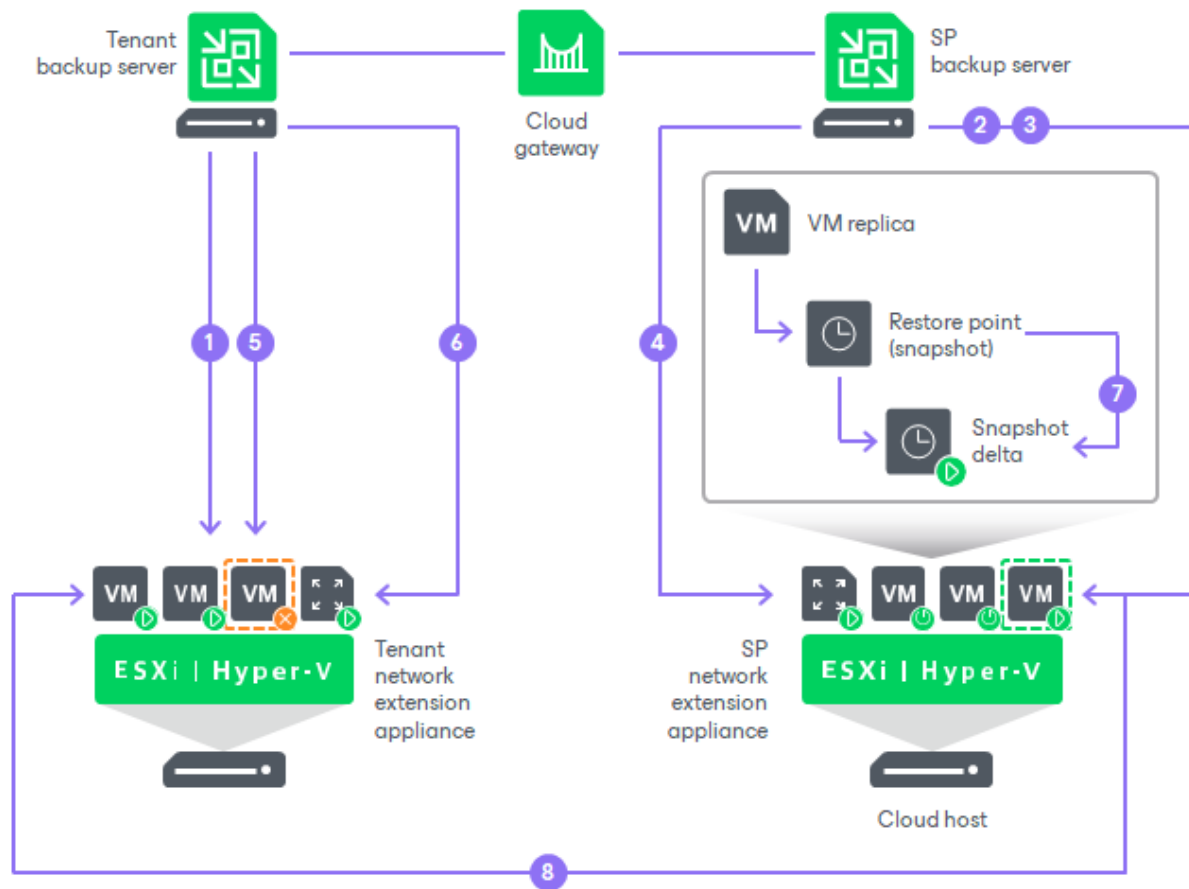 Tenant
backup server
Cloud
gateway
SP
backup server
2
3
VM
VM replica
1
5
6
4
Restore point
(snapshot)
7
Snapshot
delta
VM
VM
VM
VM
VM
VM
ESXi | Hyper-V
Tenant
network
extension
appliance
SP
network
extension
appliance
ESXi | Hyper-V
Cloud host
8